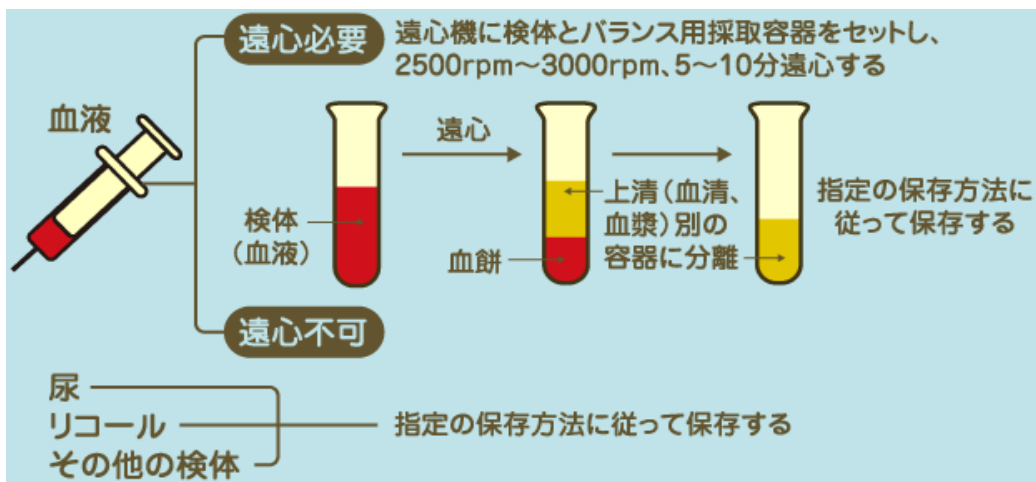 血液
遠心必要
遠心機に検体とバランス用採取容器をセットし、
2500rpm～3000rpm、5～10分遠心する
検体
（血液）
遠心
血餅
上清（血清、
血漿）別の
容器に分離
指定の保存方法に
従って保存する
遠心不可
尿
リコール
その他の検体
指定の保存方法に従って保存する